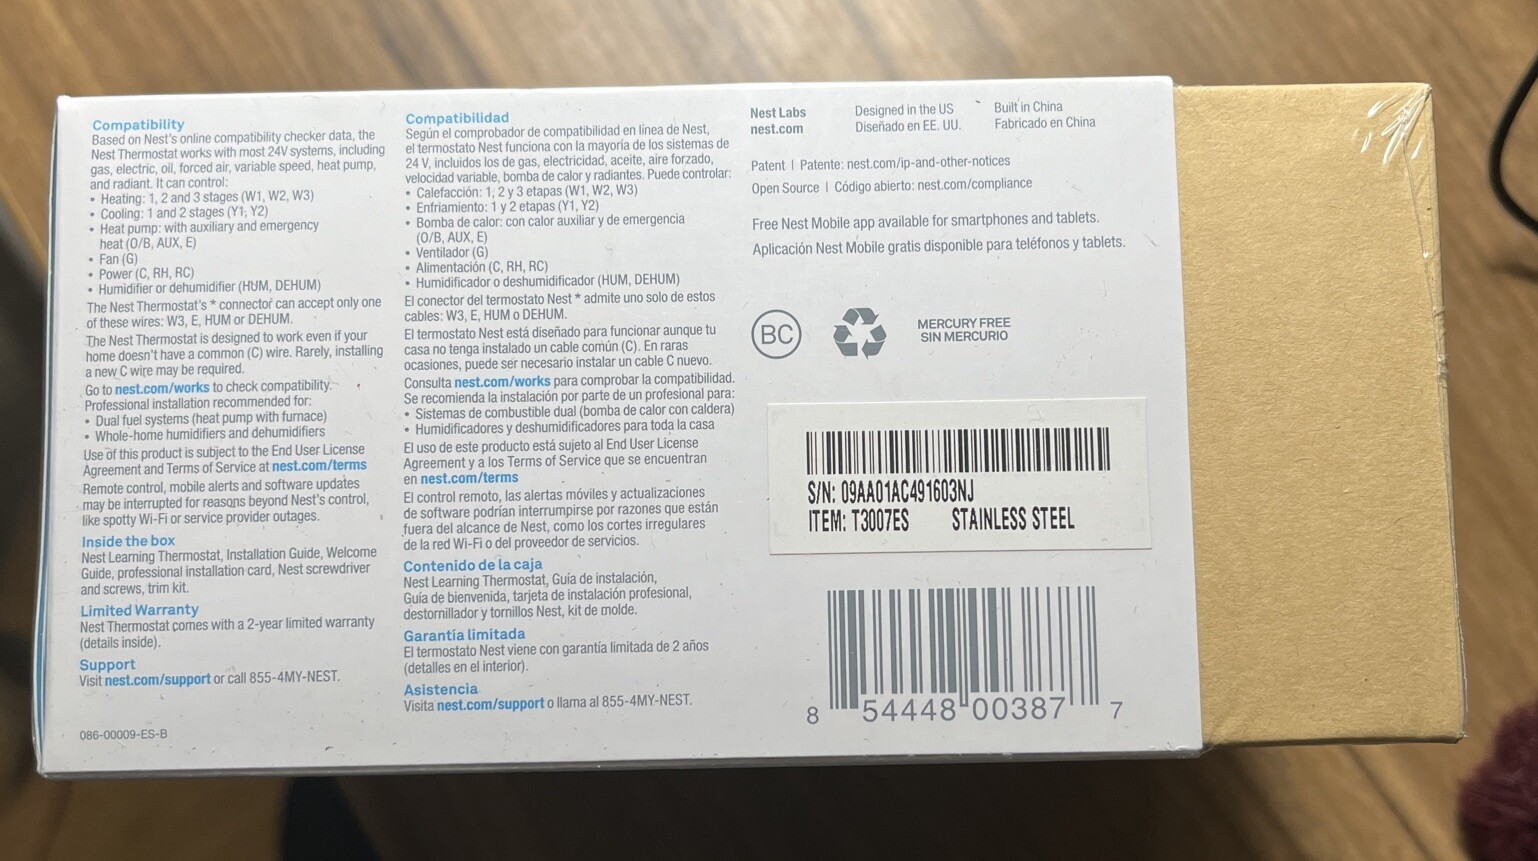 Compatibility
Based on Nest's online compatibility checker data, the
Nest Thermostat works with most 24V systems, including
gas, electric, oil, forced air, variable speed, heat pump,
and radiant. It can control:
• Heating: 1, 2 and 3 stages (W1, W2, W3)
• Cooling: 1 and 2 stages (Y1, Y2)
• Heat pump: with auxiliary and emergency
heat (O/B, AUX, E)
• Fan (G)
• Power (C, RH, RC)
• Humidifier or dehumidifier (HUM, DEHUM)
The Nest Thermostat's * connector can accept only one
of these wires: W3, E, HUM or DEHUM.
The Nest Thermostat is designed to work even if your
home doesn't have a common (C) wire. Rarely, installing
a new C wire may be required.
Go to nest.com/works to check compatibility.
Professional installation recommended for:
• Dual fuel systems (heat pump with furnace)
• Whole-home humidifiers and dehumidifiers
Use of this product is subject to the End User License
Agreement and Terms of Service at nest.com/terms
Remote control, mobile alerts and software updates
may be interrupted for reasons beyond Nest's control,
like spotty Wi-Fi or service provider outages.
Inside the box
Nest Learning Thermostat, Installation Guide, Welcome
Guide, professional installation card, Nest screwdriver
and screws, trim kit.
Limited Warranty
Nest Thermostat comes with a 2-year limited warranty
(details inside).
Support
Visit nest.com/support or call 855-4MY-NEST.
086-00009-ES-B
Compatibilidad
Según el comprobador de compatibilidad en línea de Nest,
el termostato Nest funciona con la mayoría de los sistemas de
24 V, incluidos los de gas, electricidad, aceite, aire forzado,
velocidad variable, bomba de calor y radiantes. Puede controlar:
• Calefacción: 1, 2 y 3 etapas (W1, W2, W3)
• Enfriamiento: 1 y 2 etapas (Y1, Y2)
• Bomba de calor: con calor auxiliar y de emergencia
(O/B, AUX, E)
• Ventilador (G)
• Alimentación (C, RH, RC)
• Humidificador o deshumidificador (HUM, DEHUM)
El conector del termostato Nest * admite uno solo de estos
cables: W3, E, HUM o DEHUM.
El termostato Nest está diseñado para funcionar aunque tu
casa no tenga instalado un cable común (C). En raras
ocasiones, puede ser necesario instalar un cable C nuevo.
Consulta nest.com/works para comprobar la compatibilidad.
Se recomienda la instalación por parte de un profesional para:
• Sistemas de combustible dual (bomba de calor con caldera)
• Humidificadores y deshumidificadores para toda la casa
El uso de este producto está sujeto al End User License
Agreement y a los Terms of Service que se encuentran
en nest.com/terms
El control remoto, las alertas móviles y actualizaciones
de software podrían interrumpirse por razones que están
fuera del alcance de Nest, como los cortes irregulares
de la red Wi-Fi o del proveedor de servicios.
Contenido de la caja
Nest Learning Thermostat, Guía de instalación,
Guía de bienvenida, tarjeta de instalación profesional,
destornillador y tornillos Nest, kit de molde.
Garantía limitada
El termostato Nest viene con garantía limitada de 2 años
(detalles en el interior).
Asistencia
Visita nest.com/support o llama al 855-4MY-NEST.
Nest Labs
nest.com
Designed in the US
Diseñado en EE. UU.
Built in China
Fabricado en China
Patent | Patente: nest.com/ip-and-other-notices
Open Source | Código abierto: nest.com/compliance
Free Nest Mobile app available for smartphones and tablets.
Aplicación Nest Mobile gratis disponible para teléfonos y tablets.
BC
MERCURY FREE
SIN MERCURIO
S/N: 09AA01AC491603NJ
ITEM: T3007ES STAINLESS STEEL
8 54448 00387 7